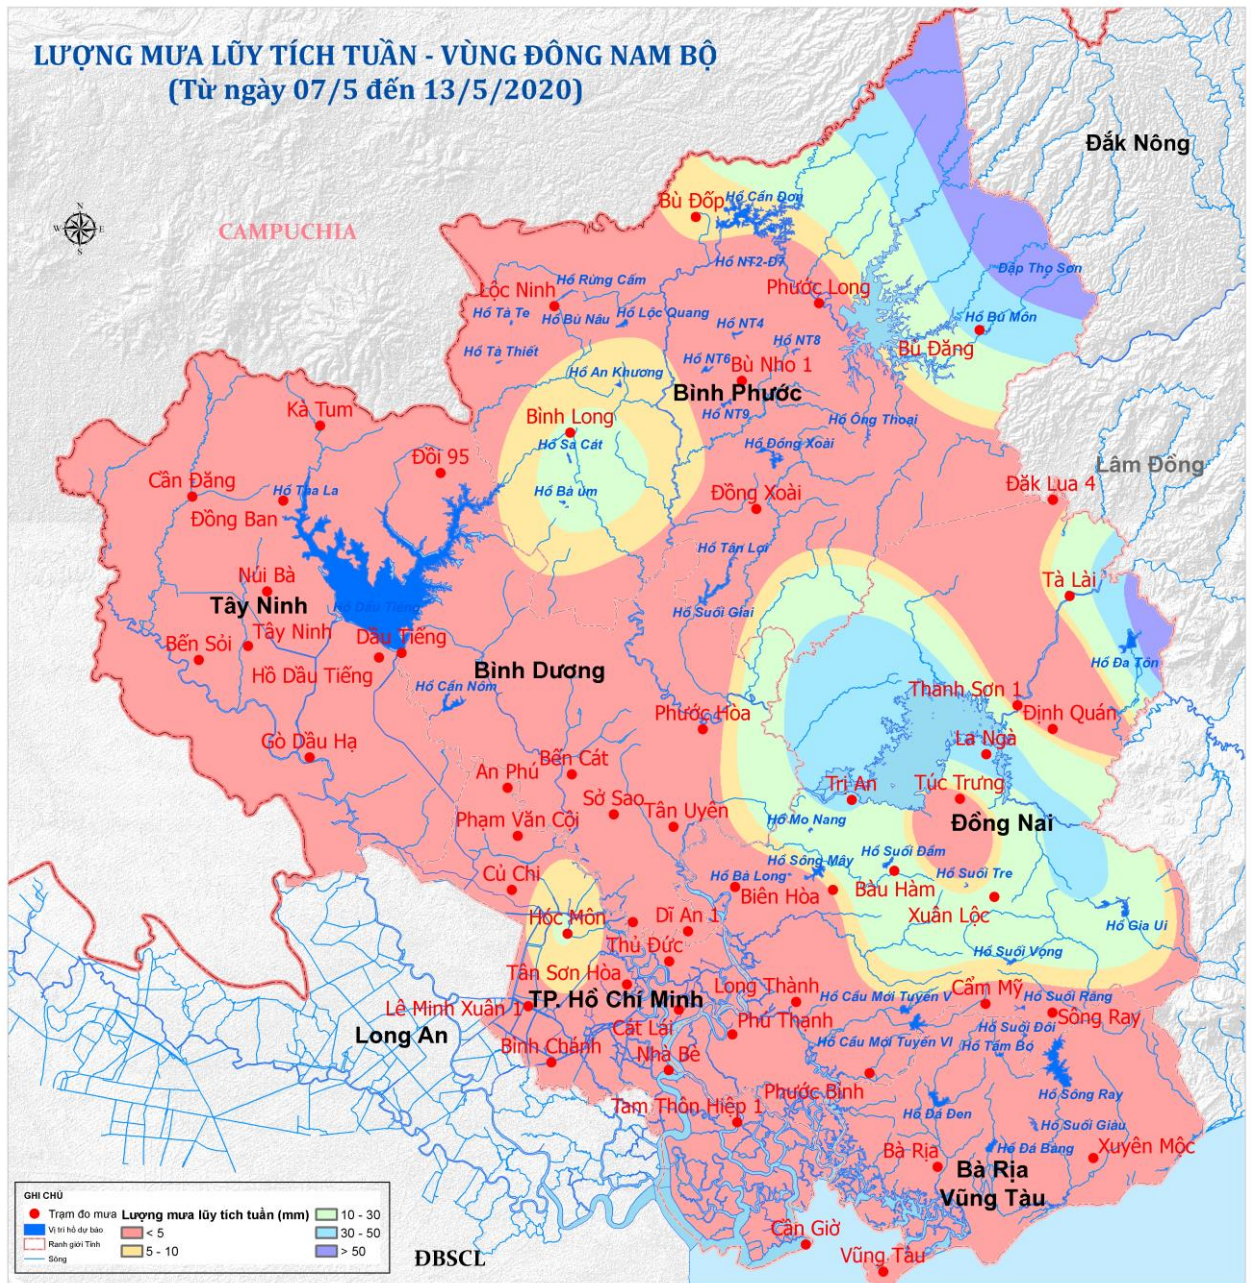 LƯỢNG MƯA LŨY TÍCH TUẦN - VÙNG ĐÔNG NAM BỘ
(Từ ngày 07/5 đến 13/5/2020)
Đắk Nông
N
W E
S
CAMPUCHIA
Bù Đốp
Hồ Cần Đơn
Hồ NT2-Đ7
Đập Thọ Sơn
Hồ Rừng Cấm
Lộc Ninh
Phước Long
Hồ Tà Te
Hồ Bù Nâu
Hồ Lộc Quang
Hồ NT4
Hồ Bù Môn
Hồ Tà Thiết
Hồ NT8
Bù Đăng
Hồ An Khương
Hồ NT6
Bù Nho 1
Bình Phước
Kà Tum
Bình Long
Hồ NT9
Hồ Ông Thoại
Hồ Sa Cát
Hồ Đồng Xoài
Đồi 95
Lâm Đồng
Cần Đăng
Hồ Tha La
Hồ Bà úm
Đồng Xoài
Đăk Lua 4
Đồng Ban
Hồ Tân Lợi
Núi Bà
Tà Lài
Tây Ninh
Hồ Dầu Tiếng
Hồ Suối Giai
Bến Sỏi
Tây Ninh
Dầu Tiếng
Hồ Đa Tôn
Hồ Dầu Tiếng
Bình Dương
Hồ Cần Nôm
Thanh Sơn 1
Phước Hòa
Định Quán
Gò Dầu Hạ
La Ngà
Bến Cát
An Phú
Trị An
Túc Trưng
Sở Sao
Tân Uyên
Phạm Văn Cội
Hồ Mo Nang
Đồng Nai
Củ Chi
Hồ Sông Mây
Hồ Suối Đầm
Hồ Bà Long
Biên Hòa
Bàu Hàm
Hồ Suối Tre
Hóc Môn
Dĩ An 1
Xuân Lộc
Hồ Gia Ui
Thủ Đức
Hồ Suối Vọng
Tân Sơn Hòa
TP. Hồ Chí Minh
Long Thành
Hồ Cầu Mới Tuyến V
Cẩm Mỹ
Hồ Suối Ràng
Lê Minh Xuân 1
Sông Ray
Long An
Cát Lái
Phú Thạnh
Hồ Suối Đôi
Bình Chánh
Nhà Bè
Hồ Cầu Mới Tuyến VI
Hồ Tầm Bó
Phước Bình
Hồ Sông Ray
Tam Thôn Hiệp 1
Hồ Đá Đen
Hồ Suối Giàu
Bà Rịa
Hồ Đá Bàng
Xuyên Mộc
Bà Rịa
Vũng Tàu
Cần Giờ
Vũng Tàu
ĐBSCL
GHI CHÚ
Trạm đo mưa
Vị trí hồ dự báo
Ranh giới Tỉnh
Sông
Lượng mưa lũy tích tuần (mm)
< 5
5 - 10
10 - 30
30 - 50
> 50